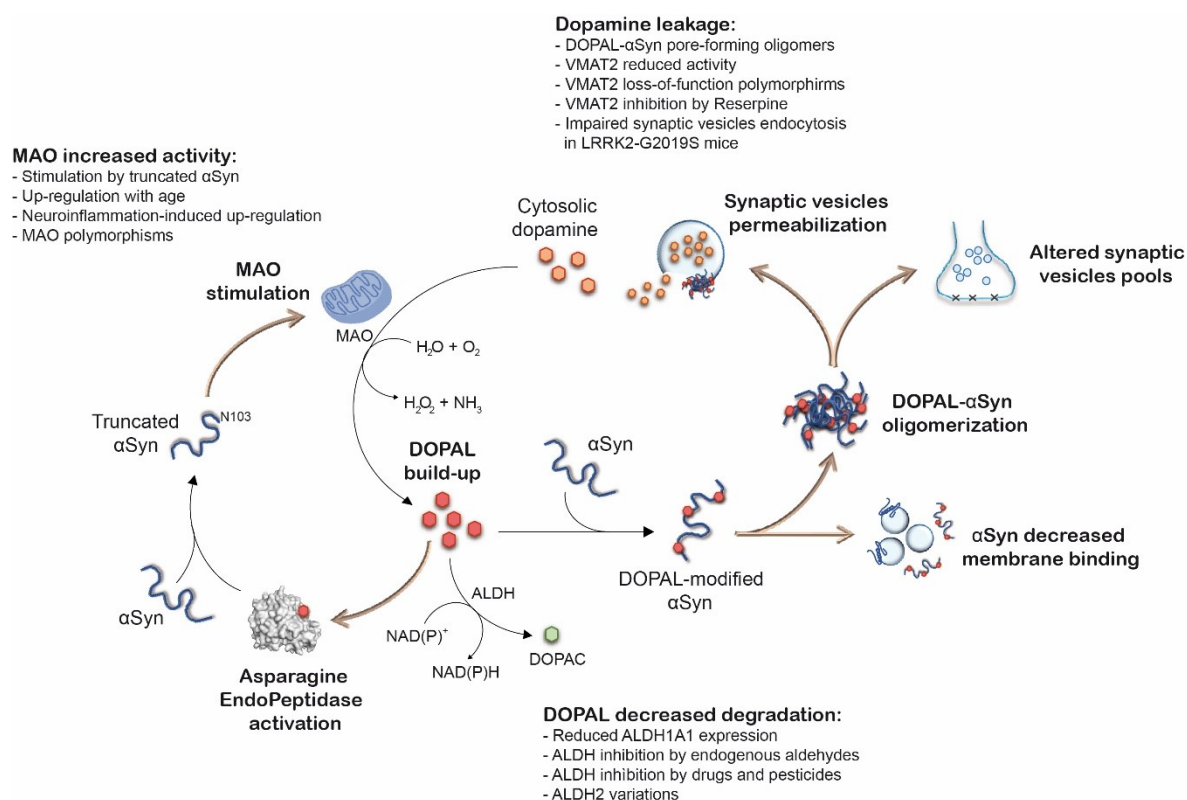 Dopamine leakage:
- DOPAL-αSyn pore-forming oligomers
- VMAT2 reduced activity
- VMAT2 loss-of-function polymorphirms
- VMAT2 inhibition by Reserpine
- Impaired synaptic vesicles endocytosis
in LRRK2-G2019S mice
MAO increased activity:
- Stimulation by truncated αSyn
- Up-regulation with age
- Neuroinflammation-induced up-regulation
- MAO polymorphisms
Cytosolic
dopamine
Synaptic vesicles
permeabilization
Altered synaptic
vesicles pools
MAO
stimulation
MAO
H₂O + O₂
H₂O₂ + NH₃
Truncated
αSyn
N103
DOPAL
build-up
αSyn
DOPAL-αSyn
oligomerization
DOPAL-modified
αSyn
αSyn decreased
membrane binding
αSyn
Asparagine
EndoPeptidase
activation
ALDH
NAD(P)⁺
NAD(P)H
DOPAC
DOPAL decreased degradation:
- Reduced ALDH1A1 expression
- ALDH inhibition by endogenous aldehydes
- ALDH inhibition by drugs and pesticides
- ALDH2 variations